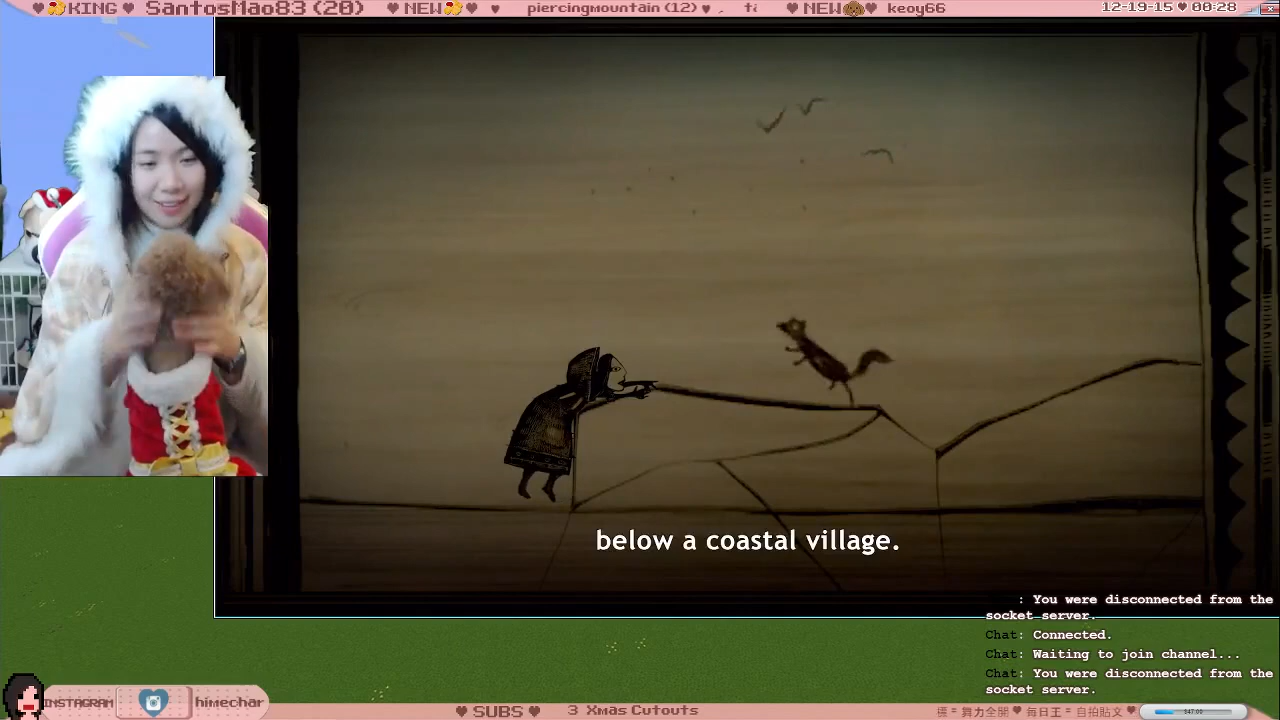 KING SantosMao83 (20) NEW piercingmountain (12) NEW keoy66 12-19-15 ♥ 00:28
below a coastal village.
: You were disconnected from the
socket server.
Chat: Connected.
Chat: Waiting to join channel...
Chat: You were disconnected from the
socket server.
INSTAGRAM himechar
♥ SUBS ♥ 3 Xmas Cutouts
$47.00